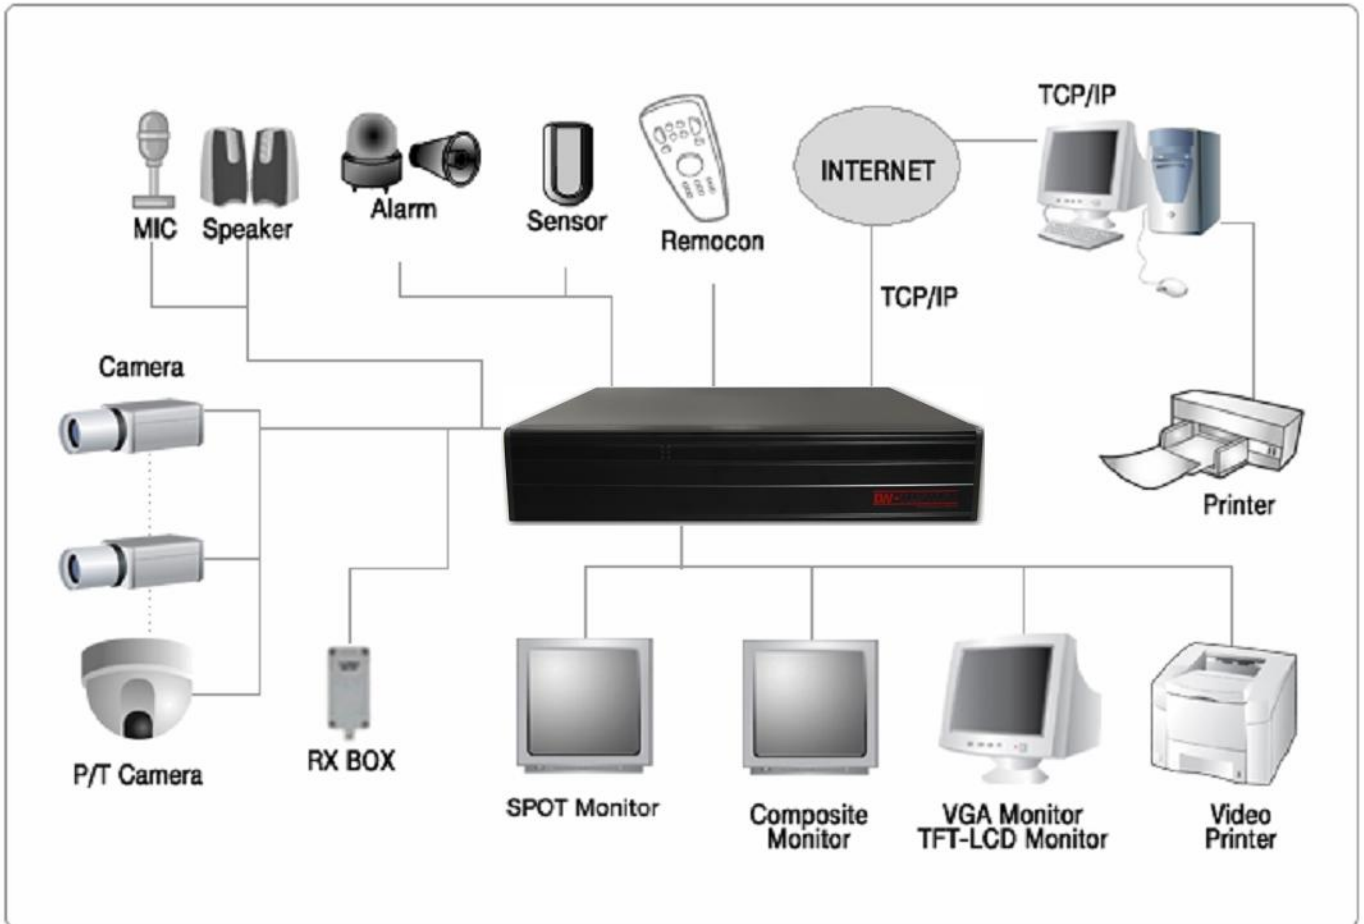 TCP/IP
INTERNET
MIC
Speaker
Alarm
Sensor
Remocon
TCP/IP
Camera
Printer
P/T Camera
RX BOX
SPOT Monitor
Composite
Monitor
VGA Monitor
TFT-LCD Monitor
Video
Printer